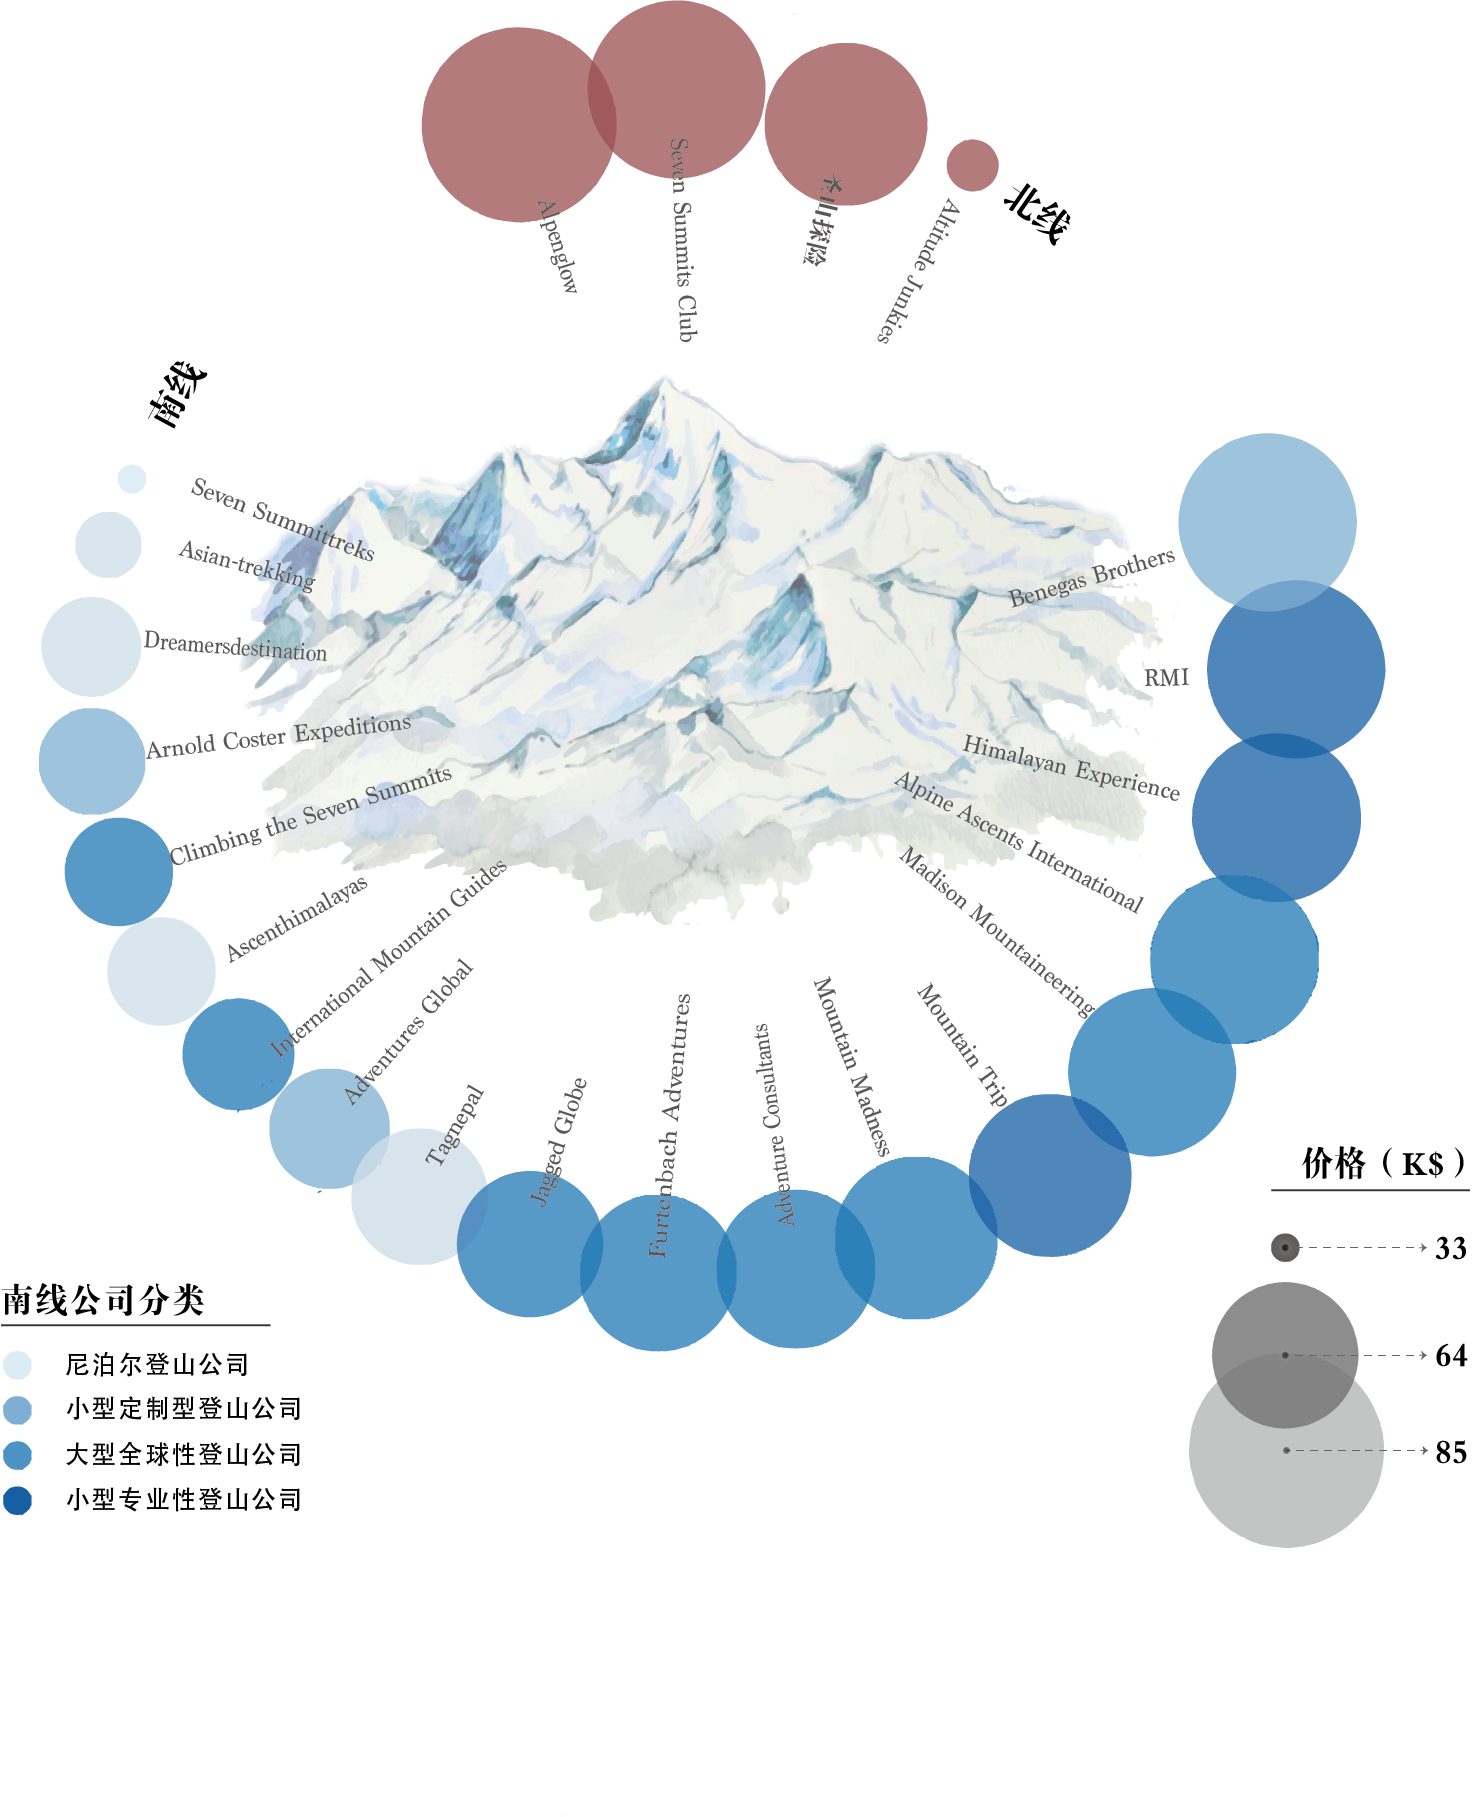 Alpenglow
Seven Summits Club
山探险
Altitude Junkies
北线
南线
Seven Summittreks
Asian-trekking
Dreamersdestination
Arnold Coster Expeditions
Climbing the Seven Summits
Ascenthimalayas
International Mountain Guides
Adventures Global
Tagnepal
Jagged Globe
Furtenbach Adventures
Adventure Consultants
Mountain Madness
Mountain Trip
Madison Mountaineering
Alpine Ascents International
Himalayan Experience
RMI
Benegas Brothers
价格（K$）
33
64
85
南线公司分类
尼泊尔登山公司
小型定制型登山公司
大型全球性登山公司
小型专业性登山公司